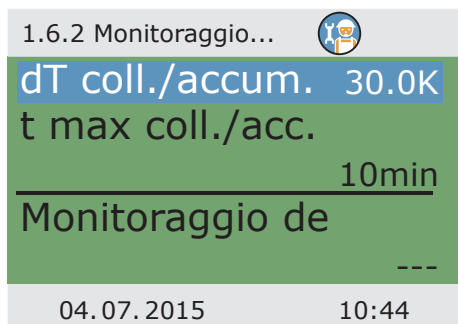 1.6.2 Monitoraggio...
dT coll./accum. 30.0K
t max coll./acc.
10min
Monitoraggio de
---
04.07.2015 10:44